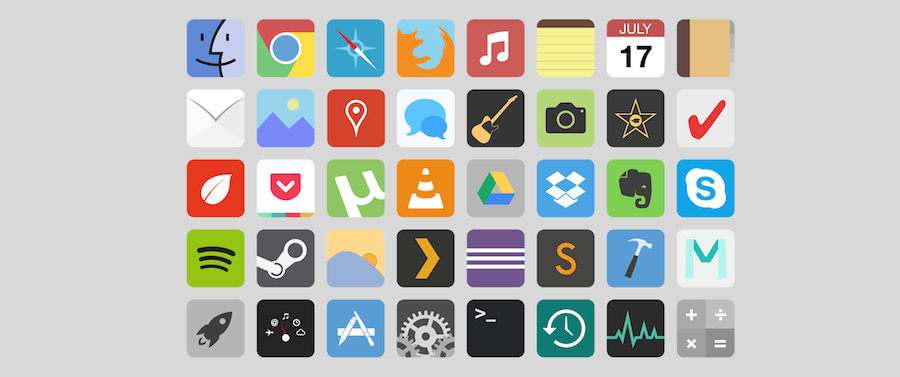 JULY
17
µ
S
S
>_
M
@
+ ÷
× =